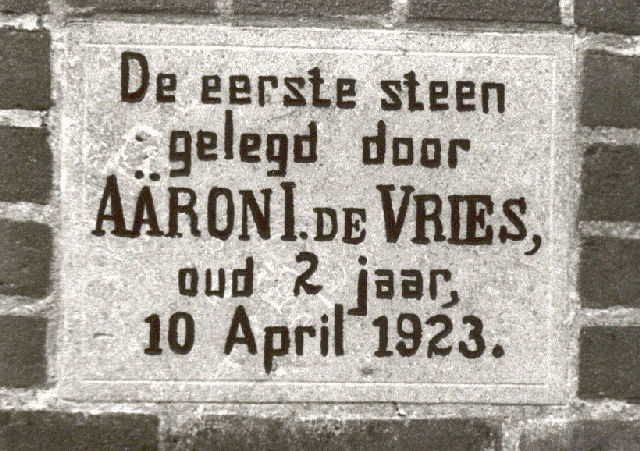 De eerste steen
gelegd door
AÄRON I. DE VRIES,
oud 2 jaar,
10 April 1923.